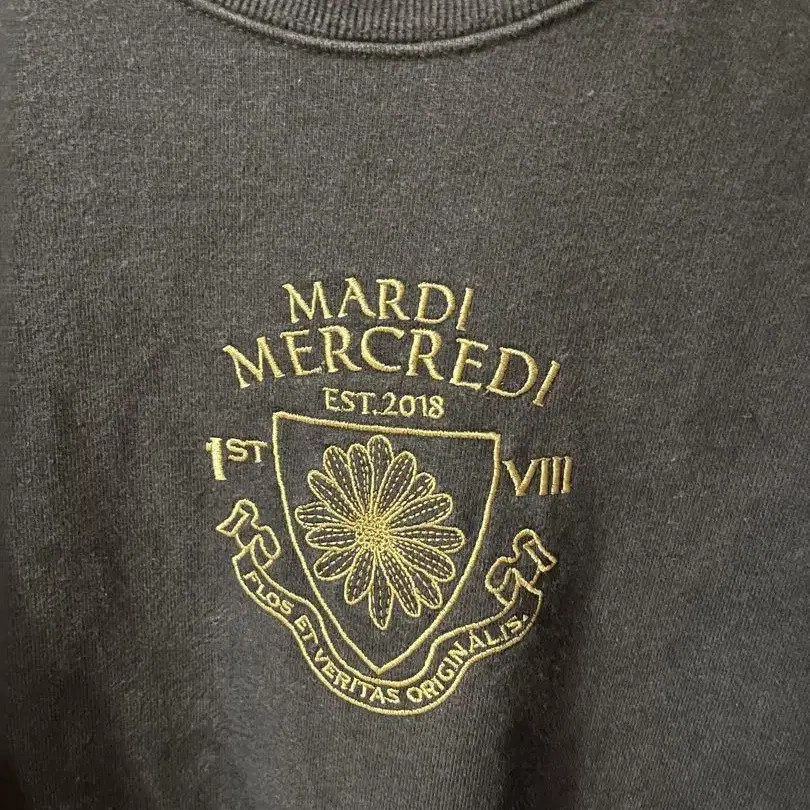 MARDI
MERCREDI
EST.2018
1ST
VIII
FLOS ET VERITAS ORIGINALIS.